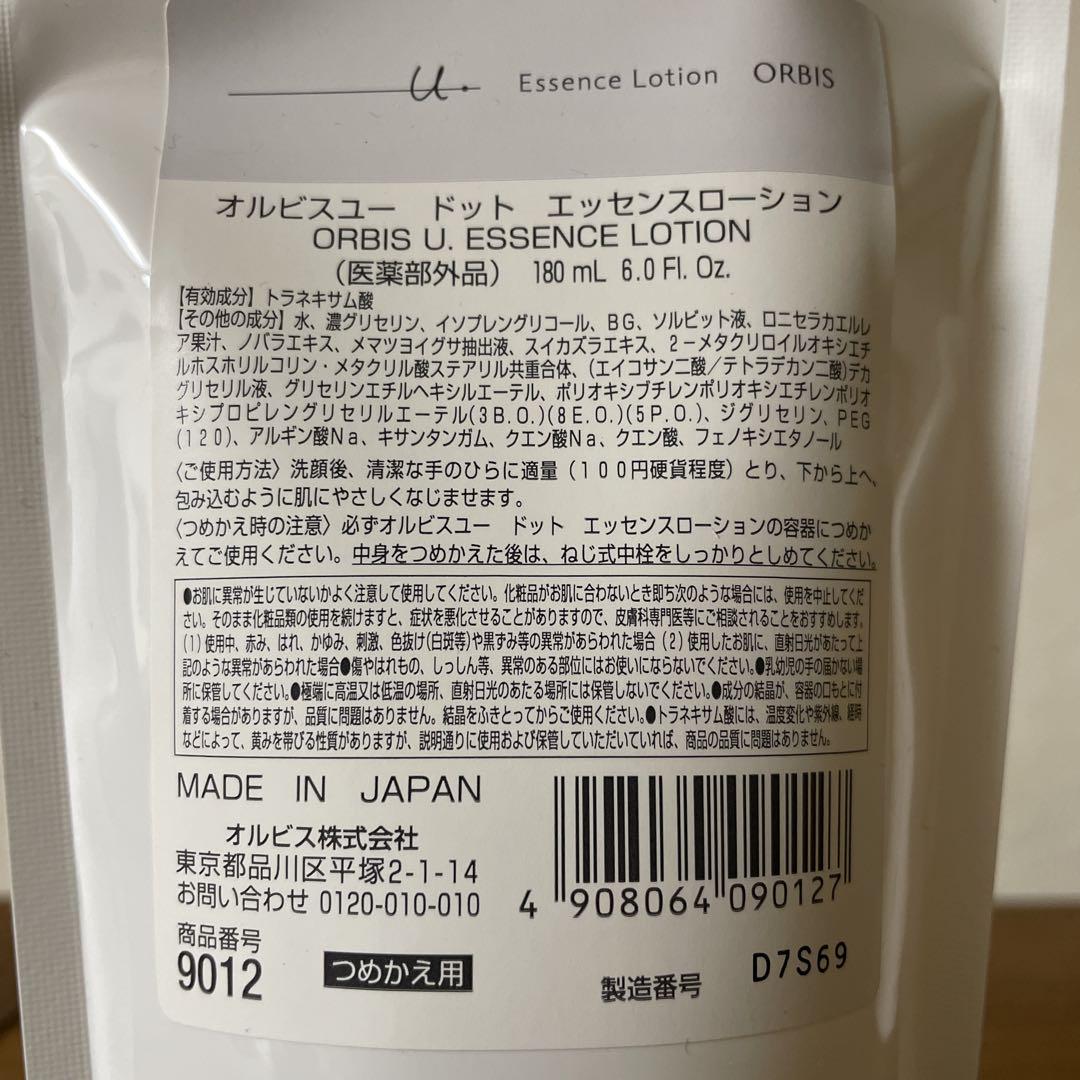 u. Essence Lotion ORBIS
オルビスユー ドット エッセンスローション
ORBIS U. ESSENCE LOTION
（医薬部外品） 180 mL 6.0 Fl. Oz.
【有効成分】トラネキサム酸
【その他の成分】水、濃グリセリン、イソプレングリコール、BG、ソルビット液、ロニセラカエルレ
ア果汁、ノバラエキス、メマツヨイグサ抽出液、スイカズラエキス、2－メタクリロイルオキシエチ
ルホスホリルコリン・メタクリル酸ステアリル共重合体、(エイコサン二酸／テトラデカン二酸)デカ
グリセリル液、グリセリンエチルヘキシルエーテル、ポリオキシブチレンポリオキシエチレンポリオ
キシプロピレングリセリルエーテル(3B.O.)(8E.O.)(5P.O.)、ジグリセリン、PEG
(120)、アルギン酸Na、キサンタンガム、クエン酸Na、クエン酸、フェノキシエタノール
〈ご使用方法〉洗顔後、清潔な手のひらに適量（100円硬貨程度）とり、下から上へ、
包み込むように肌にやさしくなじませます。
〈つめかえ時の注意〉必ずオルビスユー ドット エッセンスローションの容器につめか
えてご使用ください。中身をつめかえた後は、ねじ式中栓をしっかりとしめてください。
●お肌に異常が生じていないかよく注意して使用してください。化粧品がお肌に合わないとき即ち次のような場合には、使用を中止してくだ
さい。そのまま化粧品類の使用を続けますと、症状を悪化させることがありますので、皮膚科専門医等にご相談されることをおすすめします。
(1)使用中、赤み、はれ、かゆみ、刺激、色抜け(白斑等)や黒ずみ等の異常があらわれた場合(2)使用したお肌に、直射日光があたって上
記のような異常があらわれた場合●傷やはれもの、しっしん等、異常のある部位にはお使いにならないでください。●乳幼児の手の届かない場
所に保管してください。●極端に高温又は低温の場所、直射日光のあたる場所には保管しないでください。●成分の結晶が、容器の口もとに付
着する場合がありますが、品質に問題はありません。結晶をふきとってからご使用ください。●トラネキサム酸には、温度変化や紫外線、経時
などによって、黄みを帯びる性質がありますが、説明通りに使用および保管していただいていれば、商品の品質に問題はありません。
MADE IN JAPAN
オルビス株式会社
東京都品川区平塚2-1-14
お問い合わせ 0120-010-010
4 908064 090127
商品番号
9012
つめかえ用
製造番号 D7S69